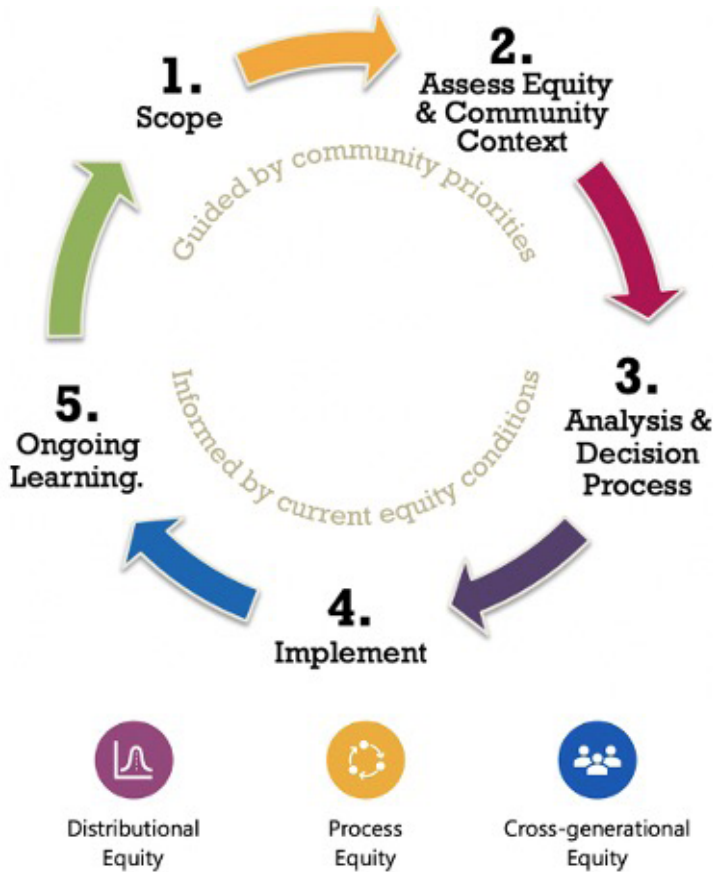 1.
Scope
2.
Assess Equity
& Community
Context
Guided by community priorities
3.
Analysis &
Decision
Process
4.
Implement
5.
Ongoing
Learning.
Informed by current equity conditions
Distributional
Equity
Process
Equity
Cross-generational
Equity